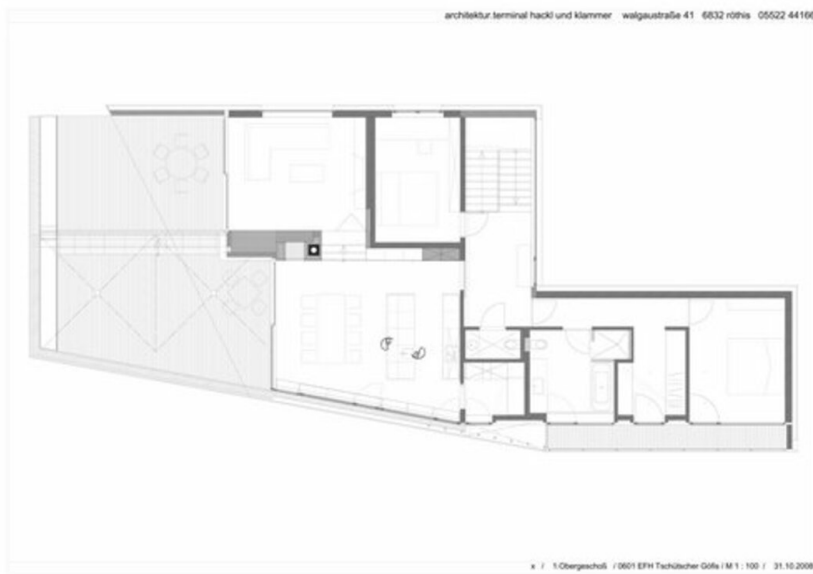 architektur.terminal hackl und klammer walgaustraße 41 6832 röthis 05522 44166
x / 1.Obergeschoß / 0601 EFH Tschütscher Göfis / M 1 : 100 / 31.10.2008